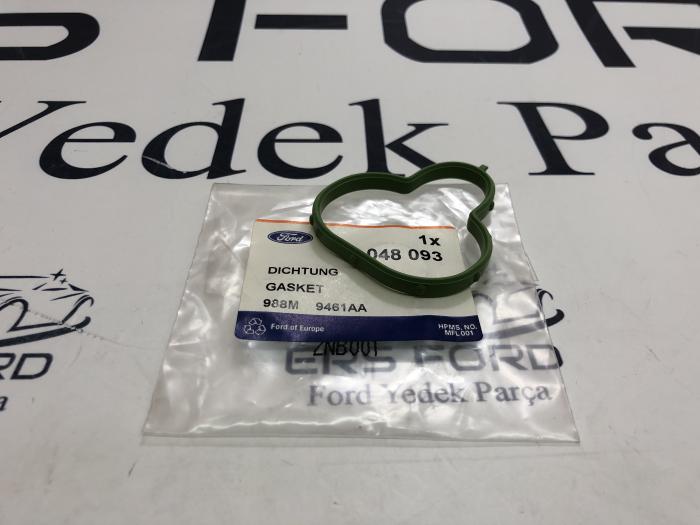 S FOR
Yedek Pa
Ford
1x
048 093
DICHTUNG
GASKET
988M 9461AA
Ford of Europe
HPMS. NO.
MFL001
ZNB001
ERS FORD
Ford Yedek Parça
FORD
a